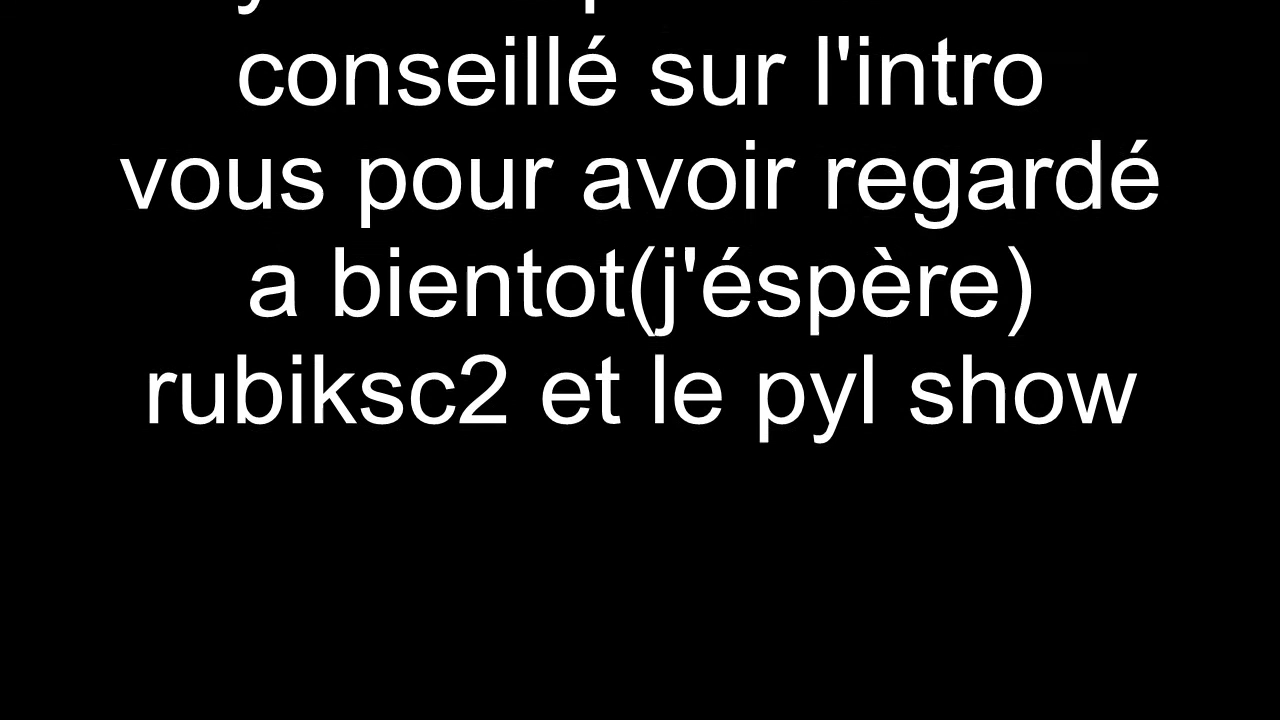 conseillé sur l'intro
vous pour avoir regardé
a bientot(j'éspère)
rubiksc2 et le pyl show